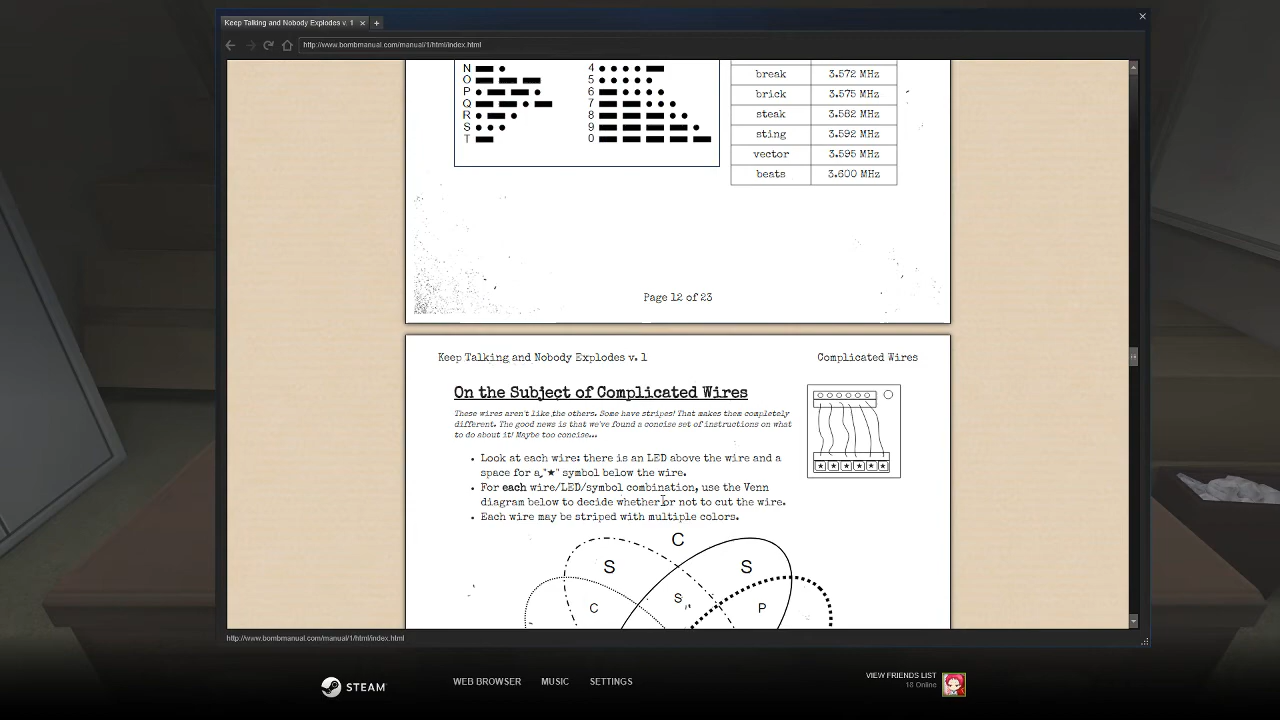 Keep Talking and Nobody Explodes v. 1
http://www.bombmanual.com/manual/1/html/index.html
N
O
P
Q
R
S
T
4
5
6
7
8
9
0
break 3.572 MHz
brick 3.575 MHz
steak 3.582 MHz
sting 3.592 MHz
vector 3.595 MHz
beats 3.600 MHz
Page 12 of 23
Keep Talking and Nobody Explodes v. 1 Complicated Wires
On the Subject of Complicated Wires
These wires aren't like the others. Some have stripes! That makes them completely
different. The good news is that we've found a concise set of instructions on what
to do about it! Maybe too concise...
• Look at each wire: there is an LED above the wire and a
space for a "★" symbol below the wire.
• For each wire/LED/symbol combination, use the Venn
diagram below to decide whether or not to cut the wire.
• Each wire may be striped with multiple colors.
C
S S
S
C P
http://www.bombmanual.com/manual/1/html/index.html
STEAM WEB BROWSER MUSIC SETTINGS VIEW FRIENDS LIST
18 Online